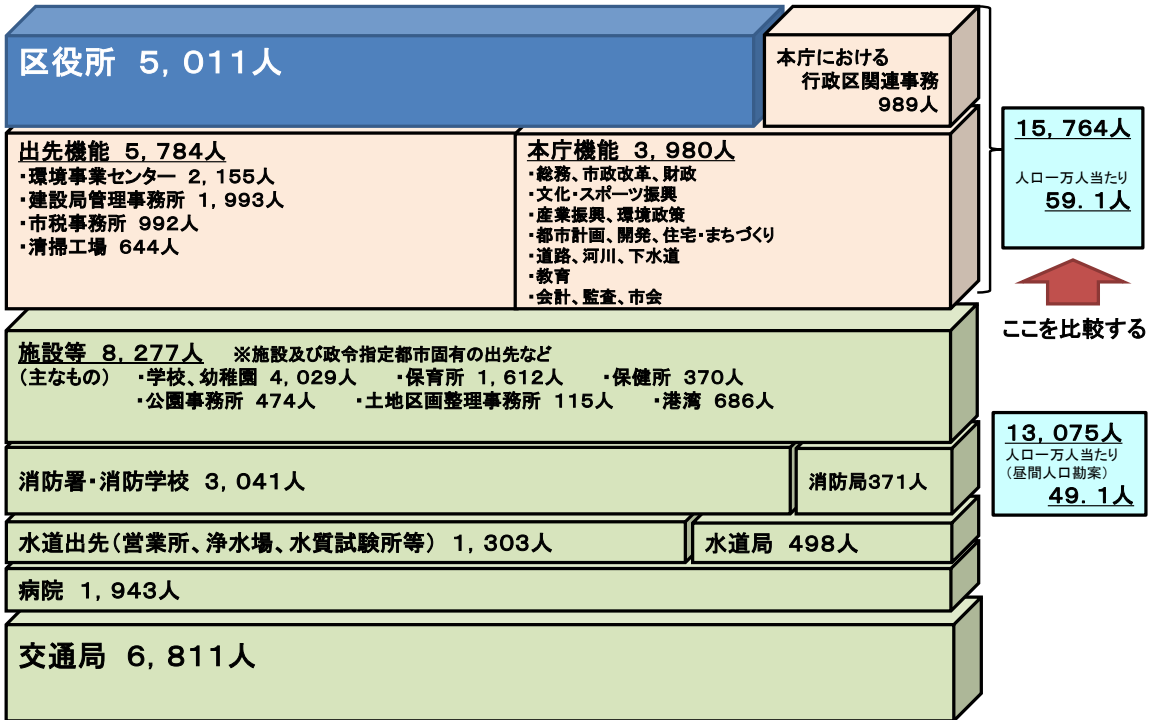 区役所 ５，０１１人
本庁における
行政区関連事務
９８９人
出先機能 ５，７８４人
・環境事業センター ２，１５５人
・建設局管理事務所 １，９９３人
・市税事務所 ９９２人
・清掃工場 ６４４人
本庁機能 ３，９８０人
・総務、市政改革、財政
・文化・スポーツ振興
・産業振興、環境政策
・都市計画、開発、住宅・まちづくり
・道路、河川、下水道
・教育
・会計、監査、市会
１５，７６４人
人口一万人当たり
５９．１人
ここを比較する
施設等 ８，２７７人 ※施設及び政令指定都市固有の出先など
（主なもの） ・学校、幼稚園 ４，０２９人 ・保育所 １，６１２人 ・保健所 ３７０人
・公園事務所 ４７４人 ・土地区画整理事務所 １１５人 ・港湾 ６８６人
１３，０７５人
人口一万人当たり
（昼間人口勘案）
４９．１人
消防署・消防学校 ３，０４１人
消防局３７１人
水道出先（営業所、浄水場、水質試験所等） １，３０３人
水道局 ４９８人
病院 １，９４３人
交通局 ６，８１１人